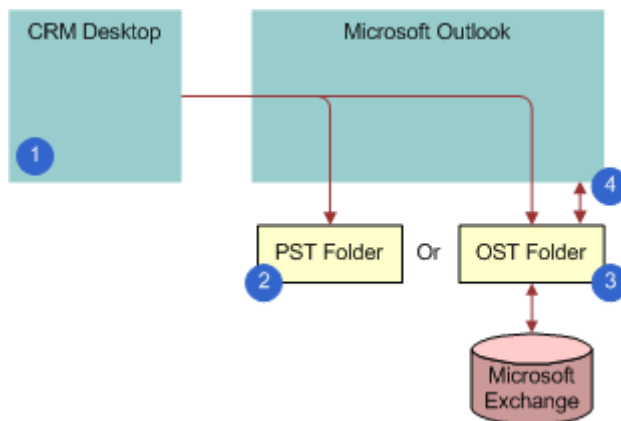 CRM Desktop
Microsoft Outlook
1
4
PST Folder
Or
OST Folder
2
3
Microsoft
Exchange